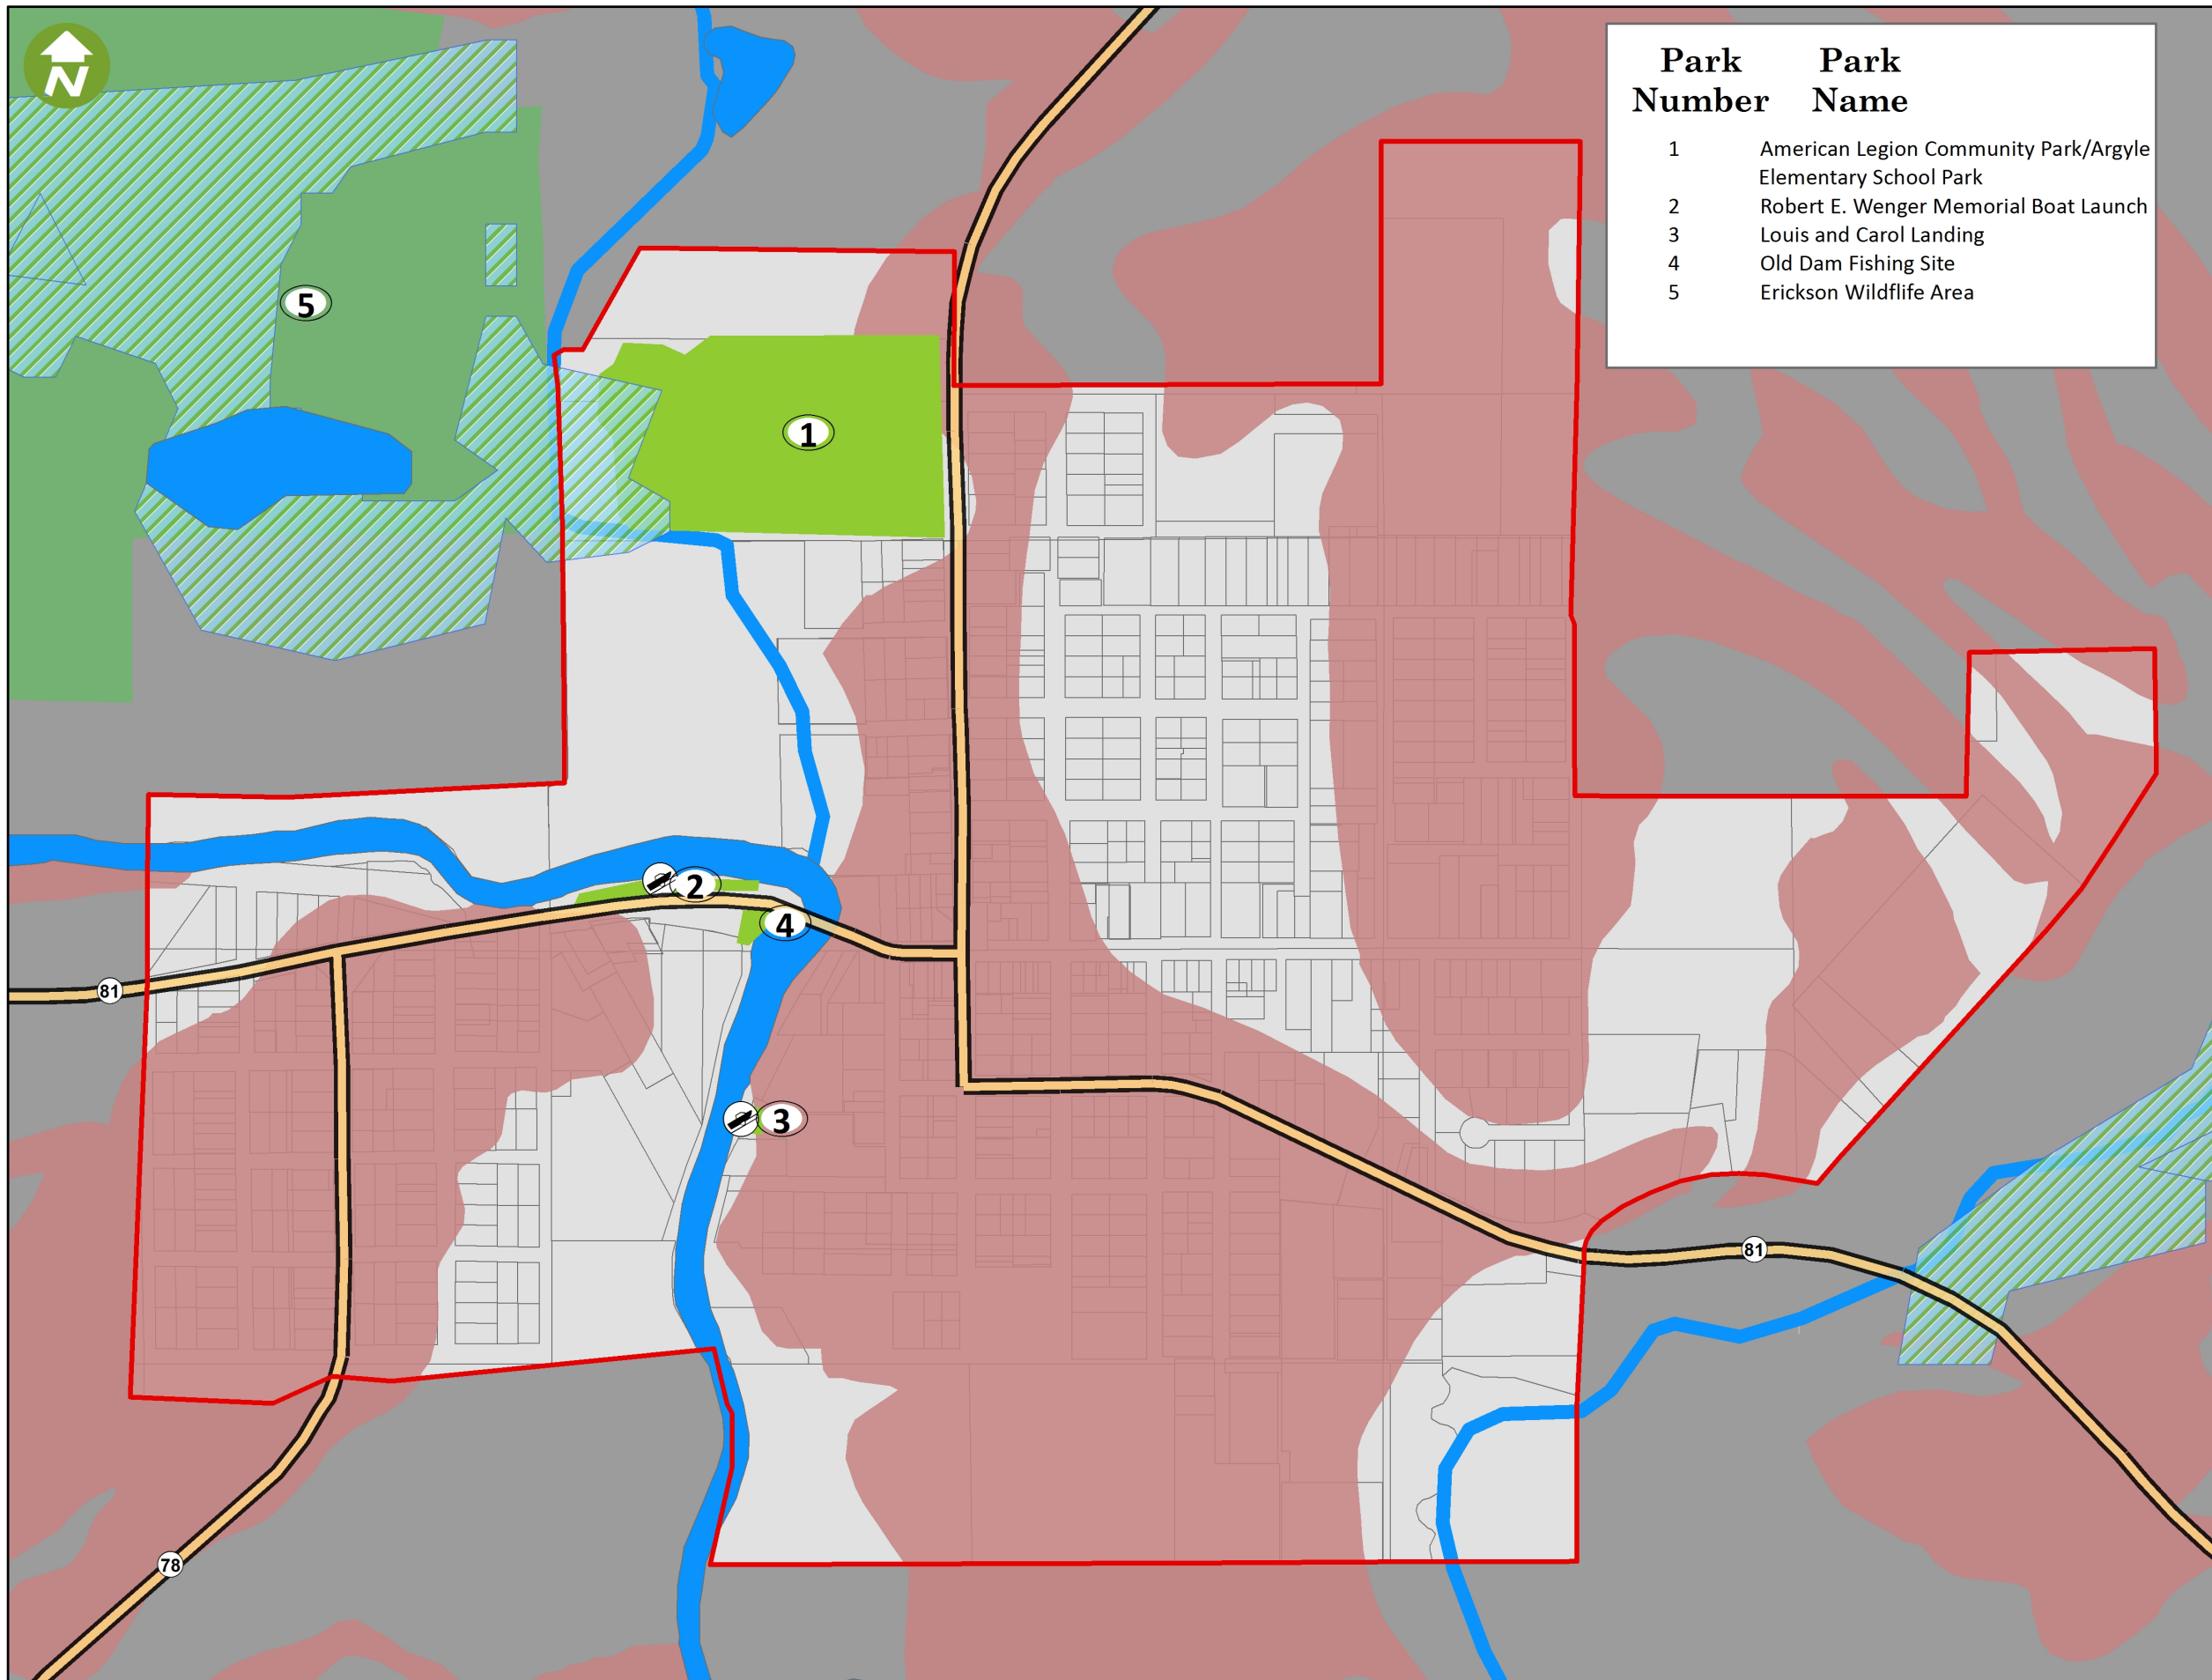 N
Park Park
Number Name
1 American Legion Community Park/Argyle
Elementary School Park
2 Robert E. Wenger Memorial Boat Launch
3 Louis and Carol Landing
4 Old Dam Fishing Site
5 Erickson Wildflife Area
5
1
2
4
81
3
81
78